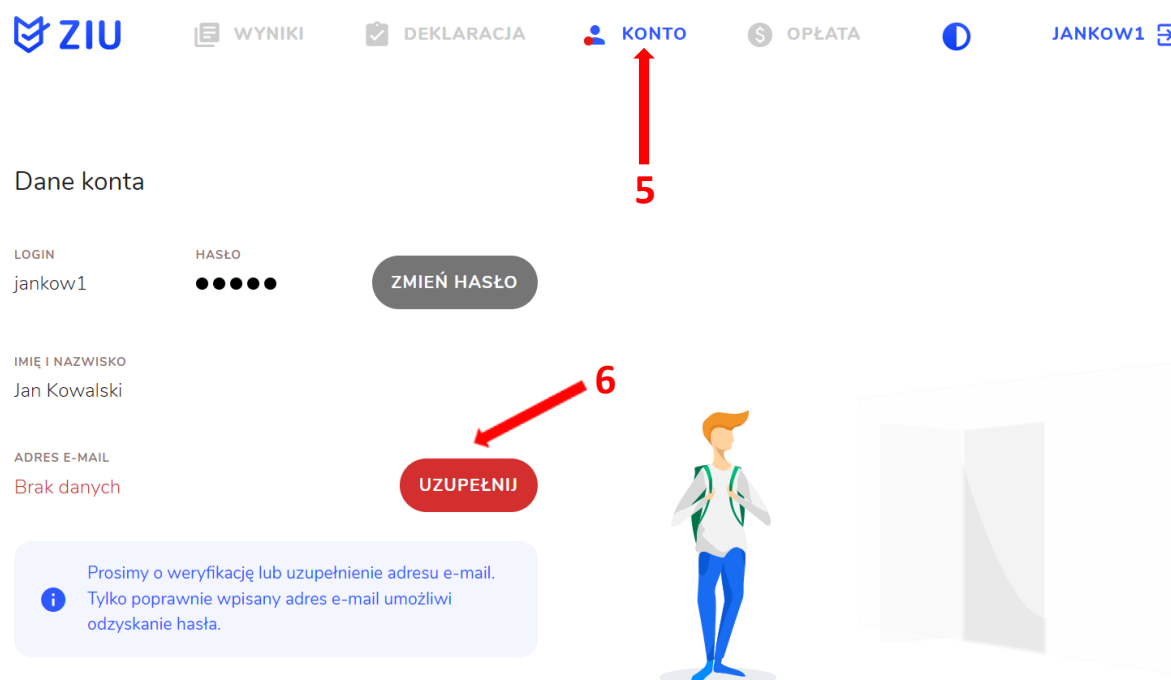 ZIU WYNIKI DEKLARACJA KONTO OPŁATA JANKOW1
5
Dane konta
LOGIN HASŁO
jankow1 ●●●●● ZMIEŃ HASŁO
IMIĘ I NAZWISKO
Jan Kowalski
6
ADRES E-MAIL
Brak danych UZUPEŁNIJ
Prosimy o weryfikację lub uzupełnienie adresu e-mail.
Tylko poprawnie wpisany adres e-mail umożliwi
odzyskanie hasła.